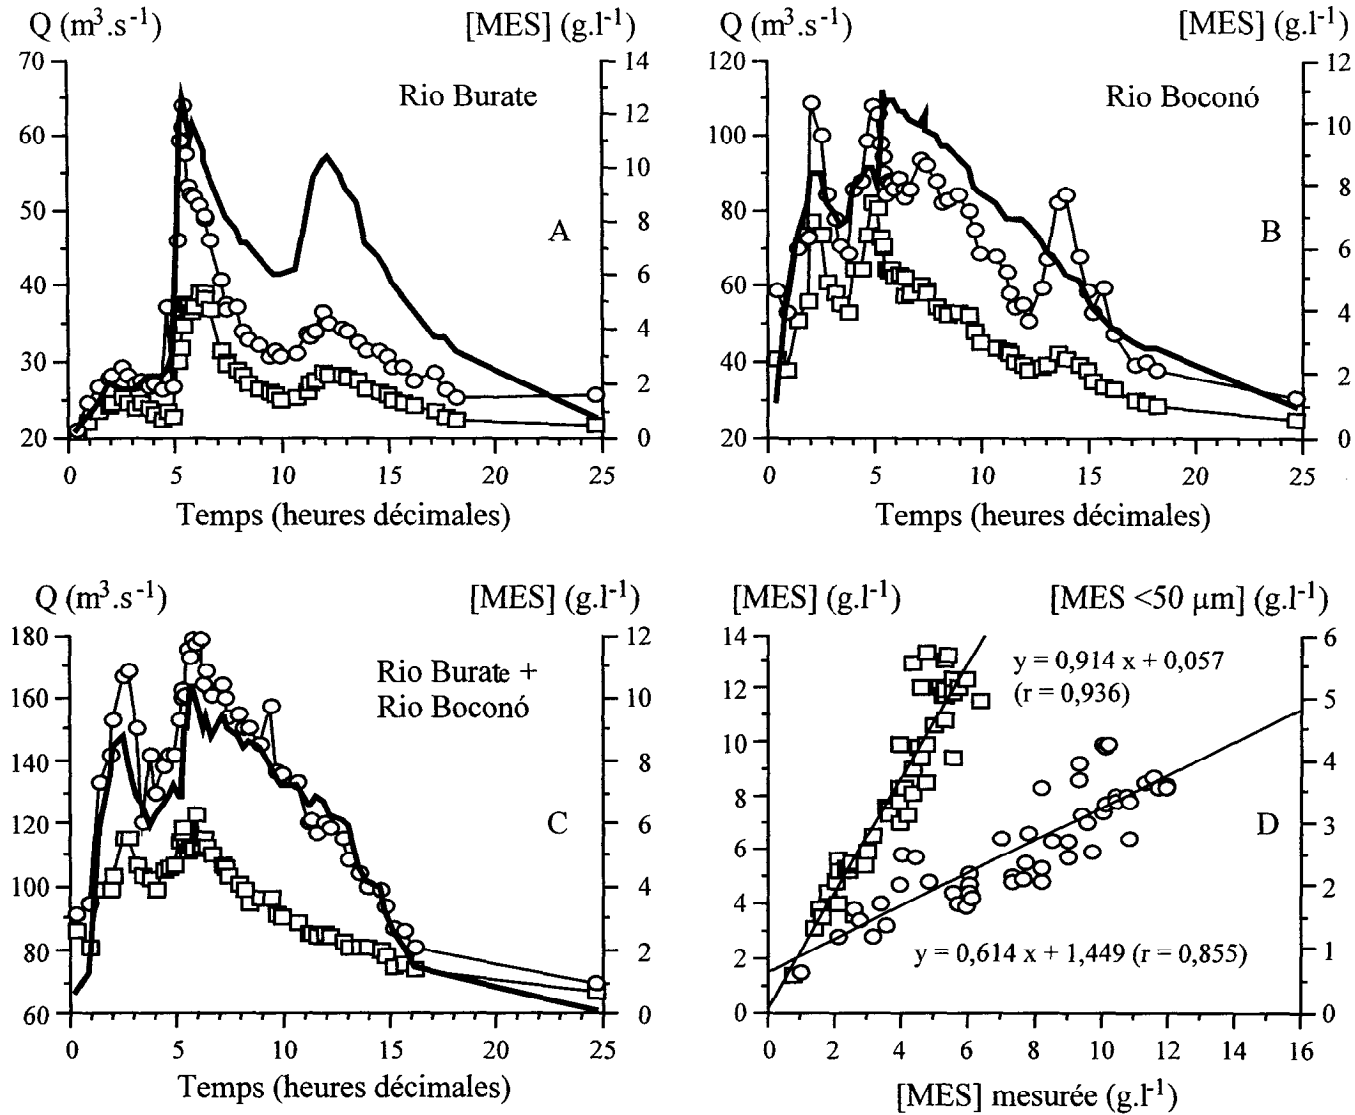 Q (m³.s⁻¹) [MES] (g.l⁻¹)
70 14
60 12
10
50 8
40 6
4
30 2
20 0
Rio Burate
A
0 5 10 15 20 25
Temps (heures décimales)
Q (m³.s⁻¹) [MES] (g.l⁻¹)
120 12
100 10
80 8
6
60 4
40 2
20 0
Rio Boconó
B
0 5 10 15 20 25
Temps (heures décimales)
Q (m³.s⁻¹) [MES] (g.l⁻¹)
180 12
160 10
140 8
120 6
100 4
80 2
60 0
Rio Burate +
Rio Boconó
C
0 5 10 15 20 25
Temps (heures décimales)
[MES] (g.l⁻¹) [MES <50 µm] (g.l⁻¹)
14 6
12 5
10 4
8
6 3
4 2
2 1
0 0
y = 0,914 x + 0,057
(r = 0,936)
D
y = 0,614 x + 1,449 (r = 0,855)
0 2 4 6 8 10 12 14 16
[MES] mesurée (g.l⁻¹)